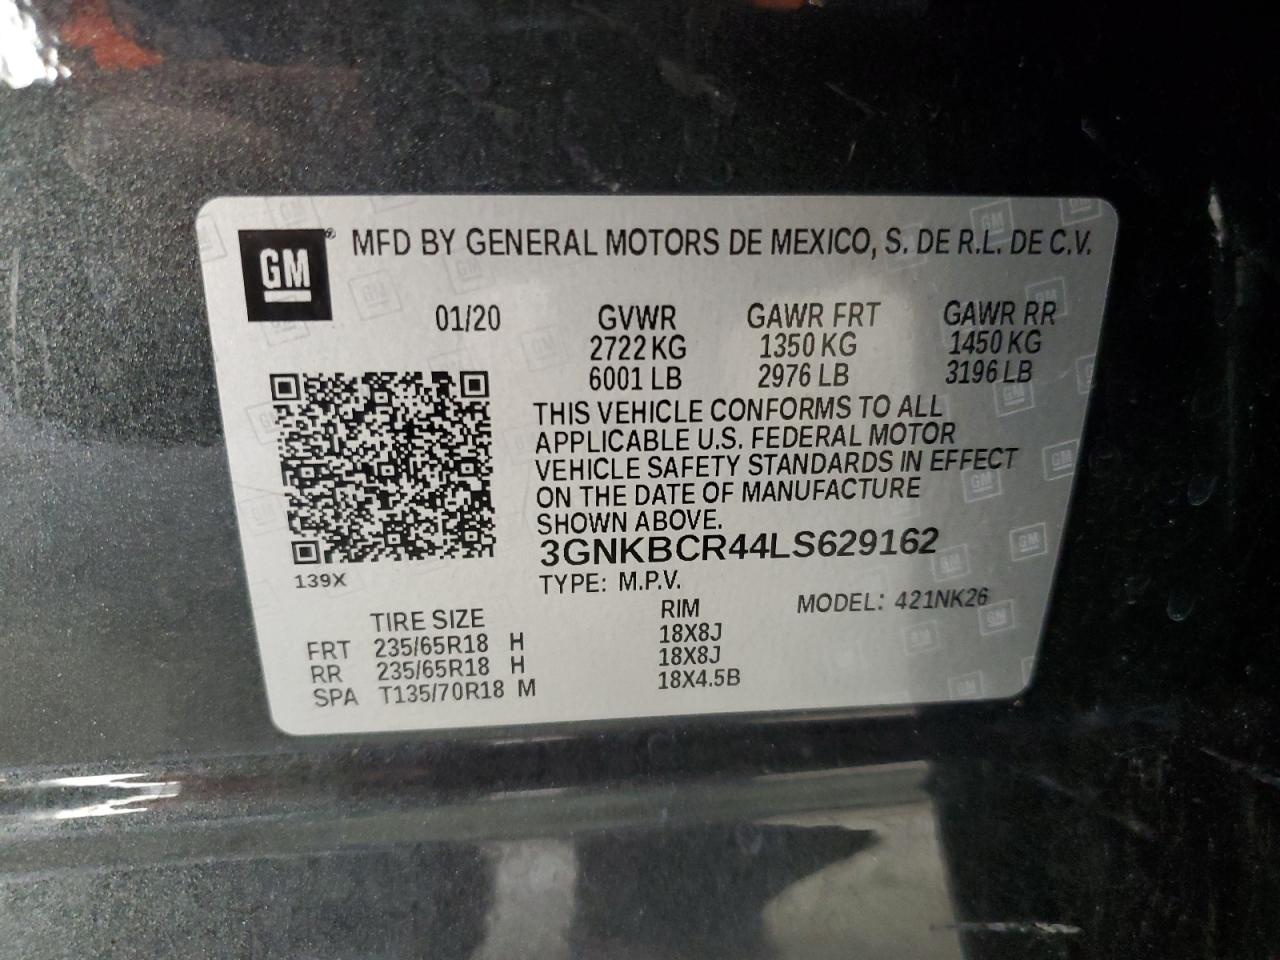 GM® MFD BY GENERAL MOTORS DE MEXICO, S. DE R.L. DE C.V.
01/20 GVWR GAWR FRT GAWR RR
2722 KG 1350 KG 1450 KG
6001 LB 2976 LB 3196 LB
THIS VEHICLE CONFORMS TO ALL
APPLICABLE U.S. FEDERAL MOTOR
VEHICLE SAFETY STANDARDS IN EFFECT
ON THE DATE OF MANUFACTURE
SHOWN ABOVE.
3GNKBCR44LS629162
139X TYPE: M.P.V. MODEL: 421NK26
TIRE SIZE RIM
FRT 235/65R18 H 18X8J
RR 235/65R18 H 18X8J
SPA T135/70R18 M 18X4.5B